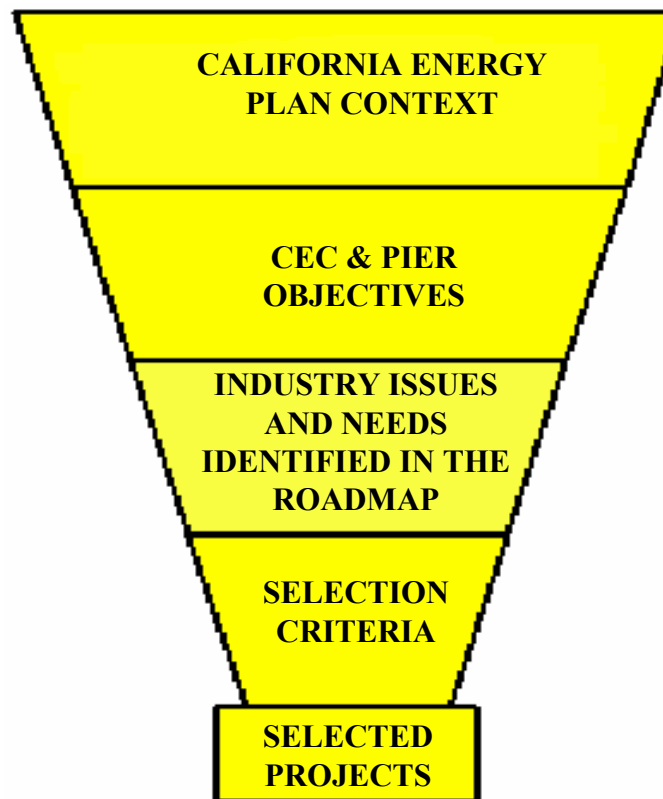 CALIFORNIA ENERGY
PLAN CONTEXT
CEC & PIER
OBJECTIVES
INDUSTRY ISSUES
AND NEEDS
IDENTIFIED IN THE
ROADMAP
SELECTION
CRITERIA
SELECTED
PROJECTS